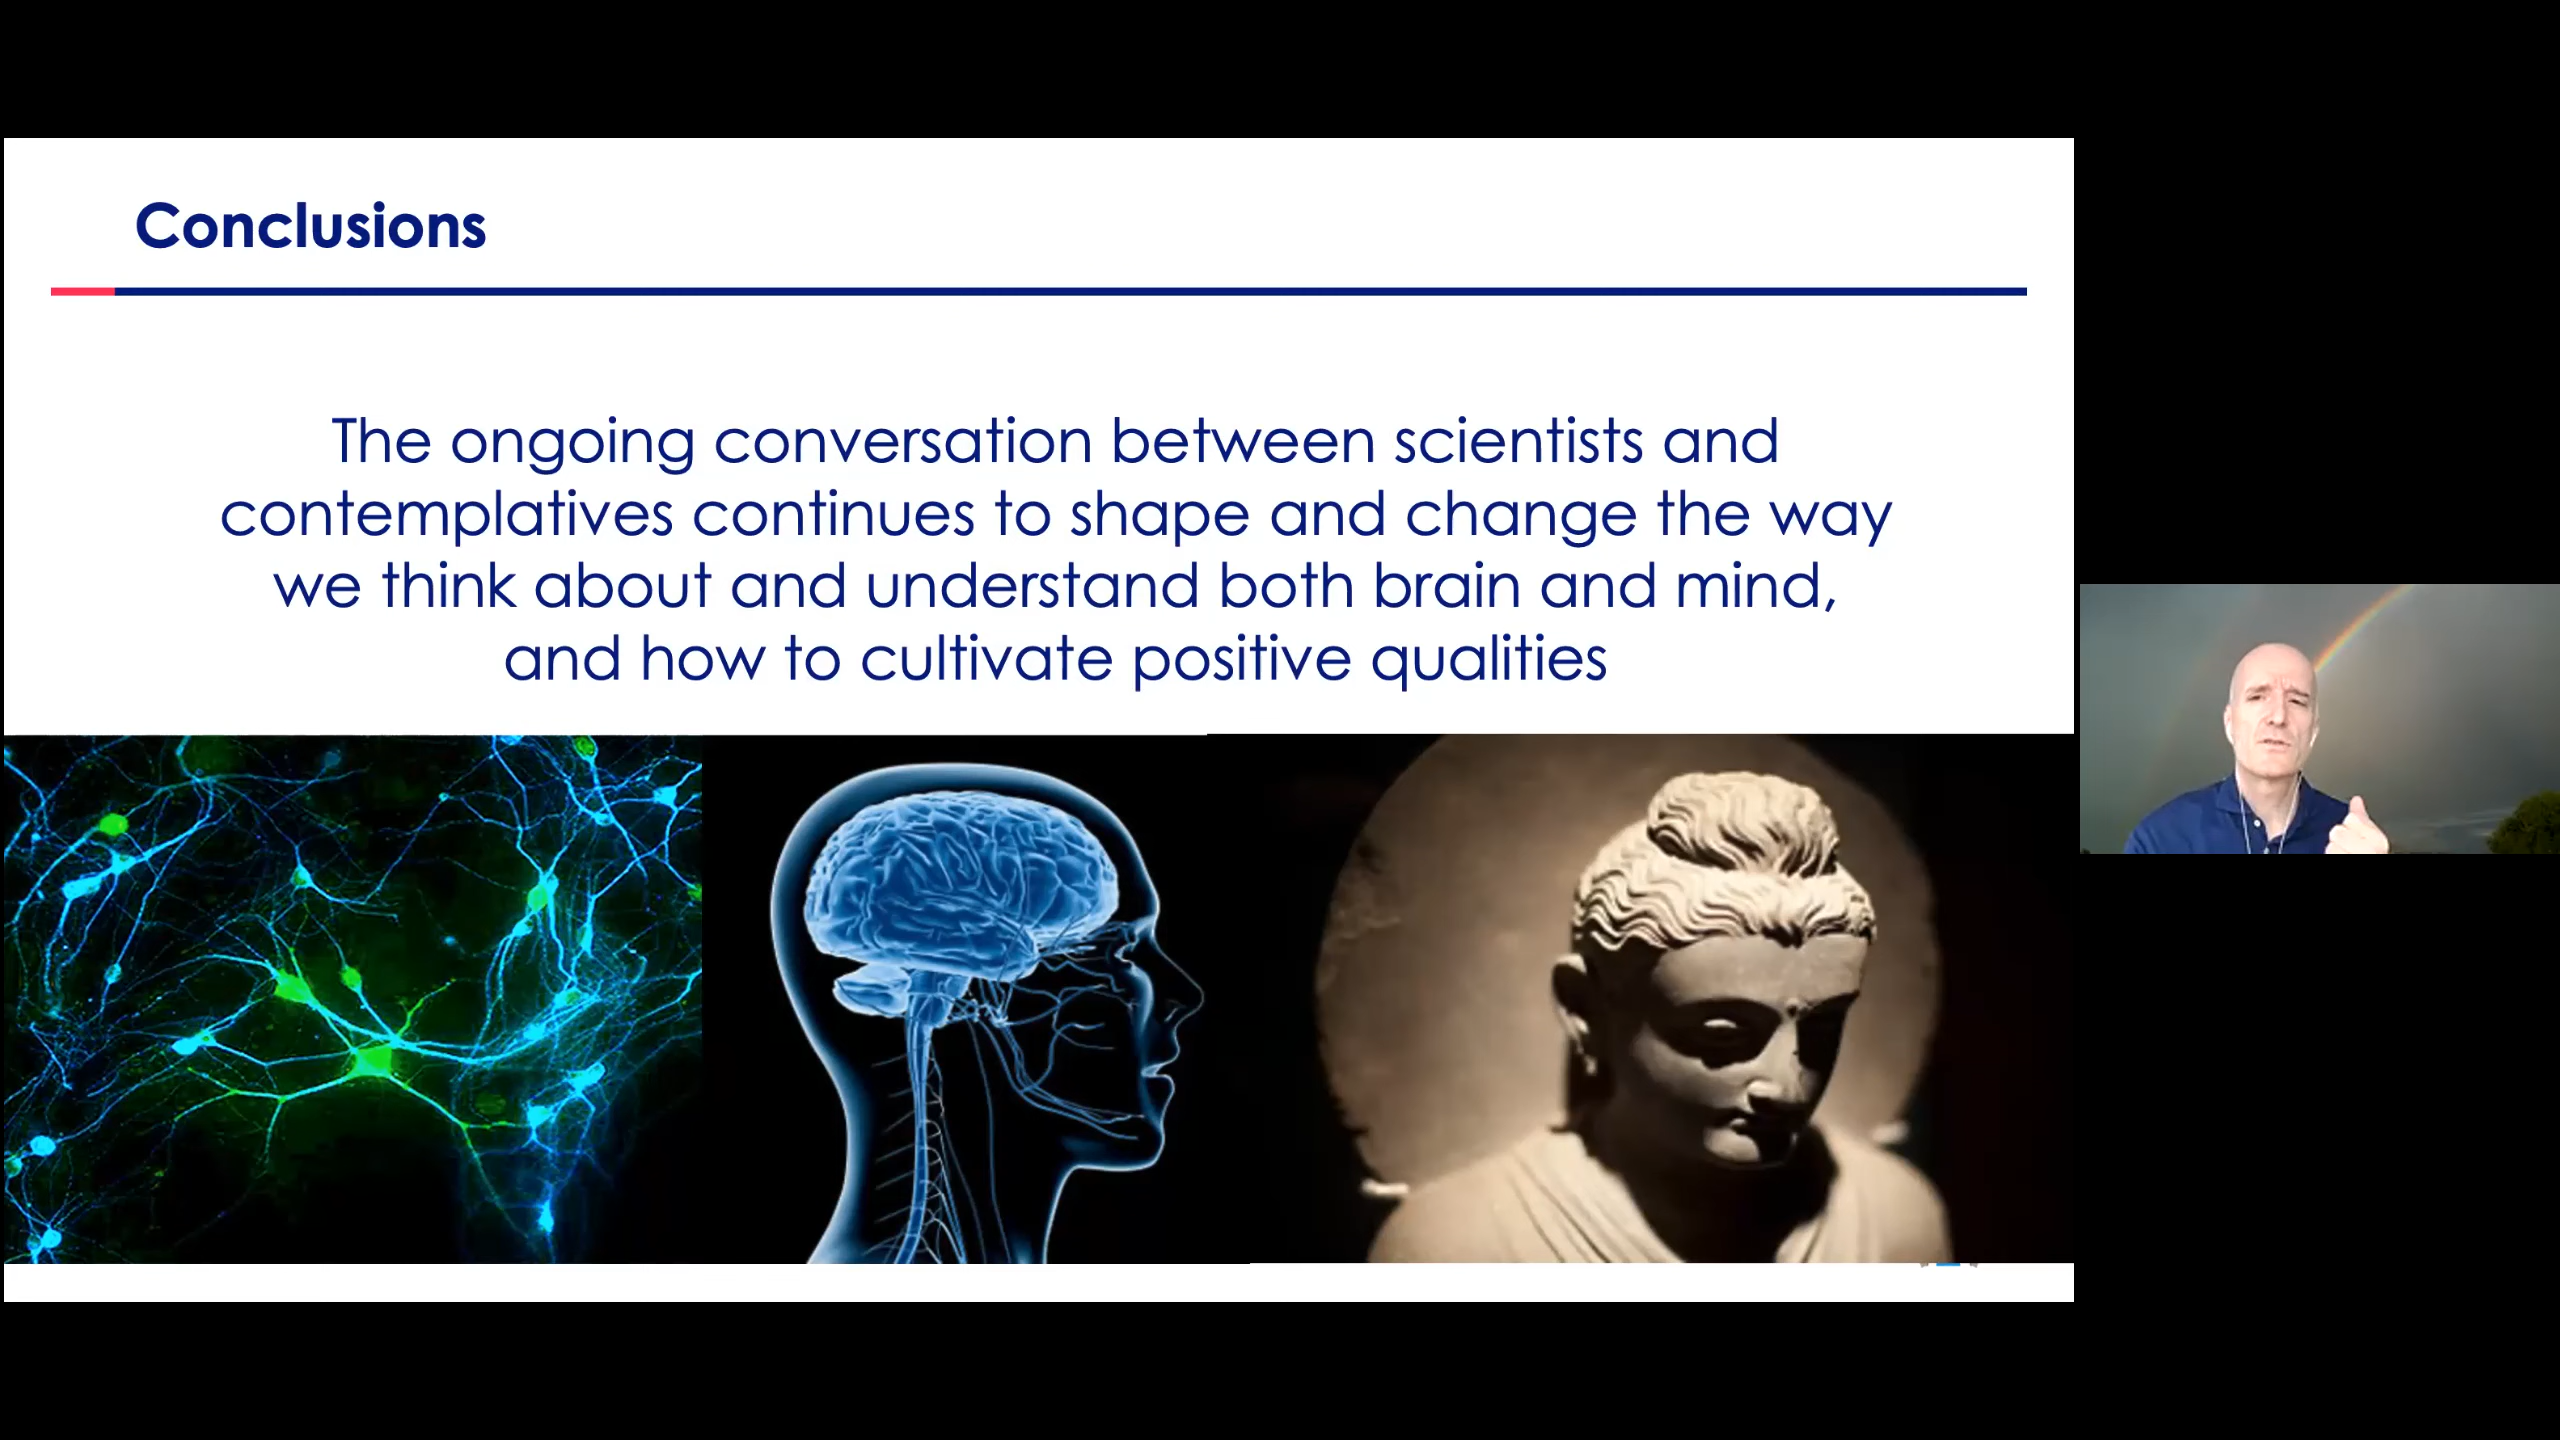 Conclusions
The ongoing conversation between scientists and
contemplatives continues to shape and change the way
we think about and understand both brain and mind,
and how to cultivate positive qualities